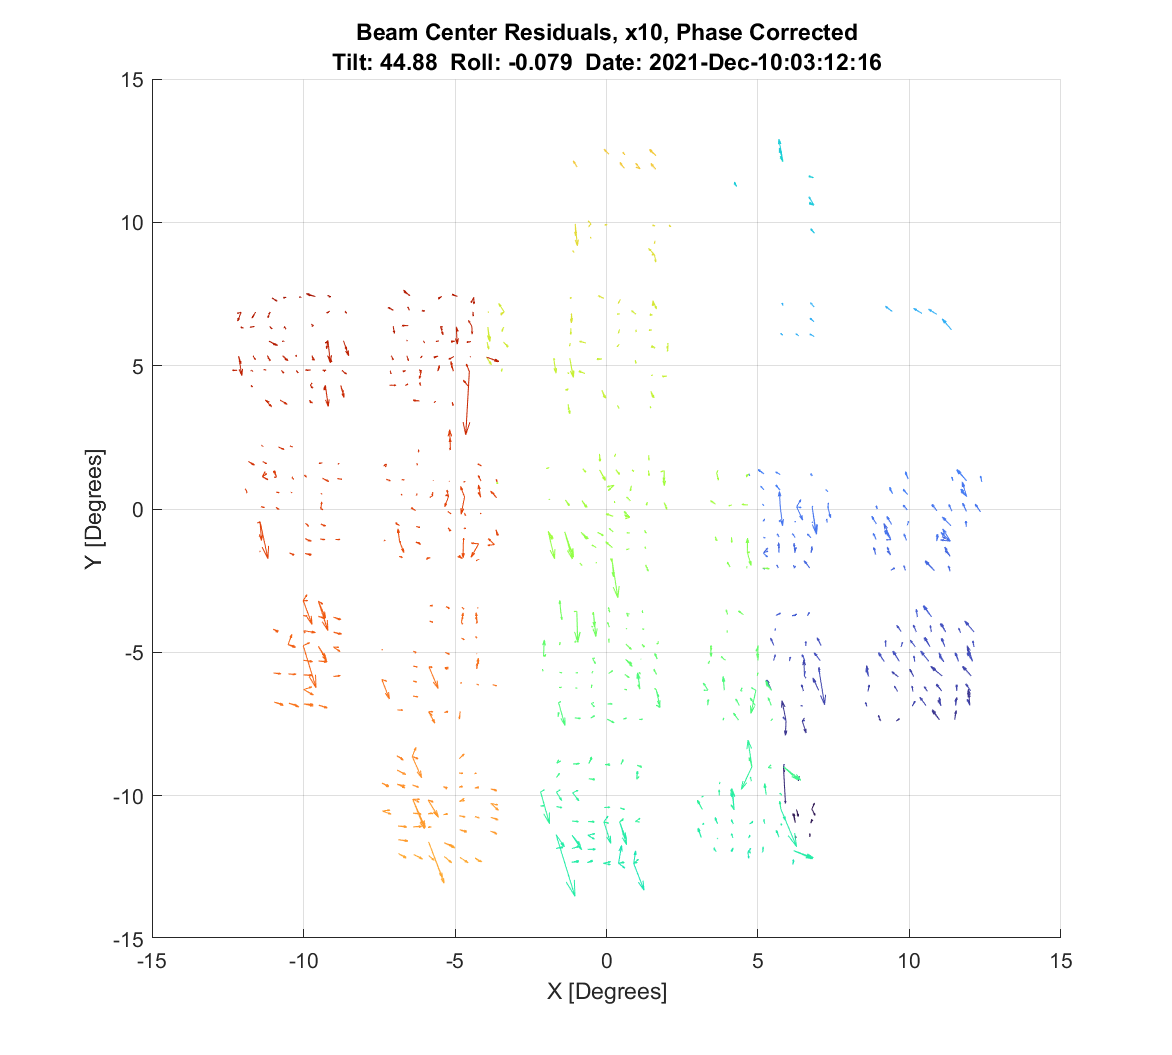 Beam Center Residuals, x10, Phase Corrected
Tilt: 44.88 Roll: -0.079 Date: 2021-Dec-10:03:12:16
15
10
5
0
-5
-10
-15
Y [Degrees]
-15 -10 -5 0 5 10 15
X [Degrees]